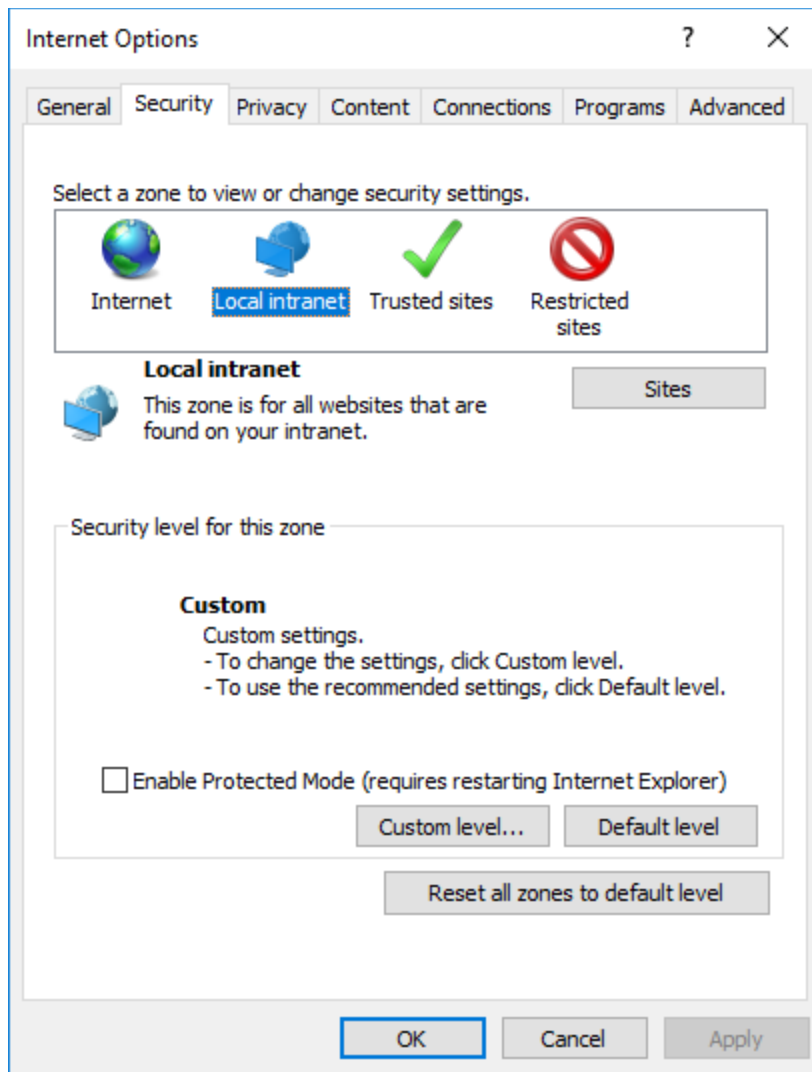 Internet Options
?
General Security Privacy Content Connections Programs Advanced
Select a zone to view or change security settings.
Internet Local intranet Trusted sites Restricted
sites
Local intranet
Sites
This zone is for all websites that are
found on your intranet.
Security level for this zone
Custom
Custom settings.
- To change the settings, click Custom level.
- To use the recommended settings, click Default level.
Enable Protected Mode (requires restarting Internet Explorer)
Custom level... Default level
Reset all zones to default level
OK Cancel Apply